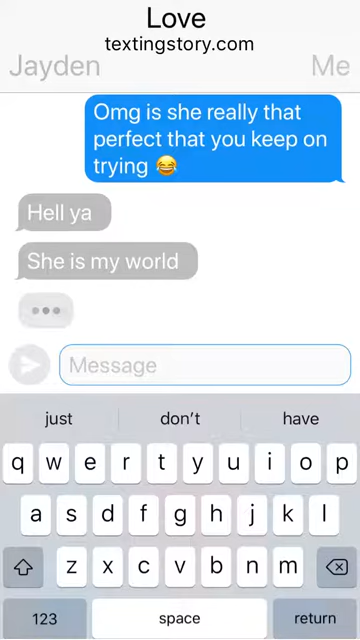 Love
textingstory.com
Jayden Me
Omg is she really that
perfect that you keep on
trying 😂
Hell ya
She is my world
Message
just don't have
q w e r t y u i o p
a s d f g h j k l
z x c v b n m
123 space return